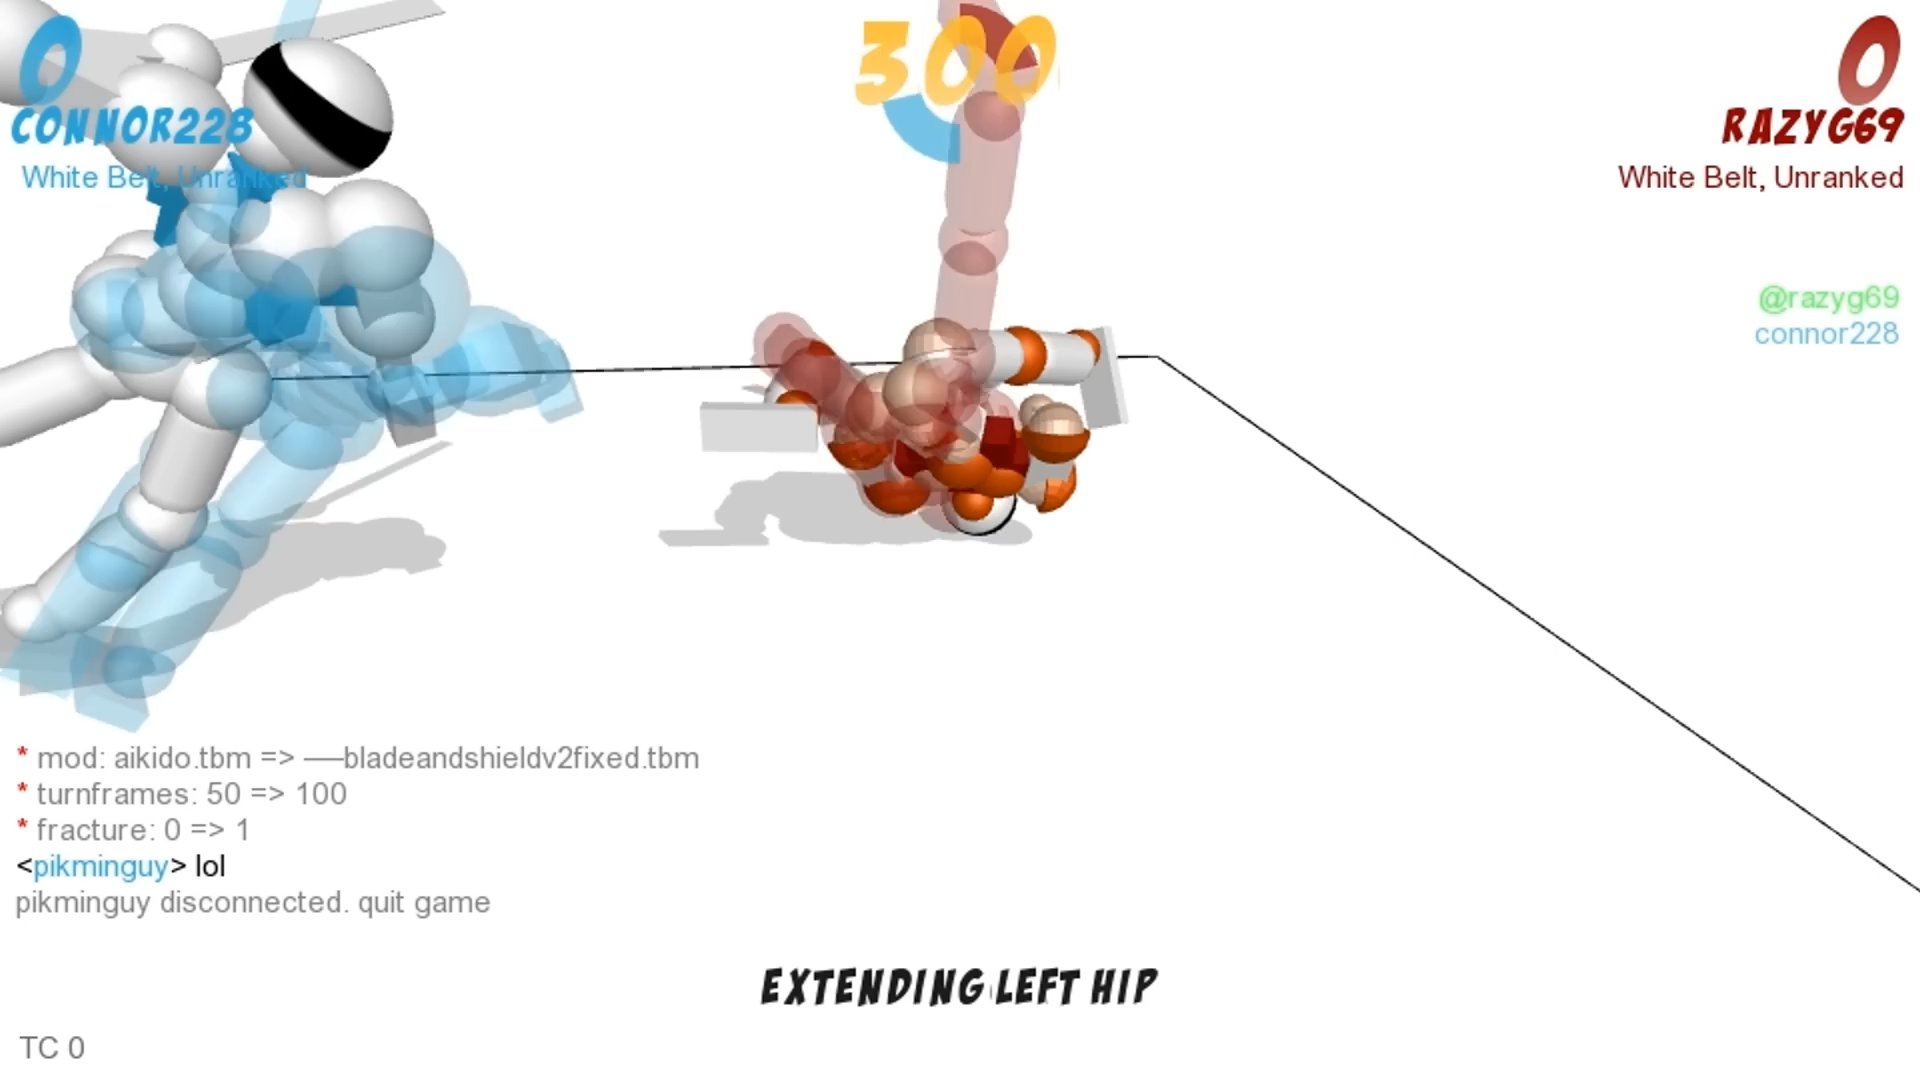 0
CONNOR228
White Belt, Unranked
300
0
RAZYG69
White Belt, Unranked
@razyg69
connor228
* mod: aikido.tbm => ──bladeandshieldv2fixed.tbm
* turnframes: 50 => 100
* fracture: 0 => 1
<pikminguy> lol
pikminguy disconnected. quit game
EXTENDING LEFT HIP
TC 0